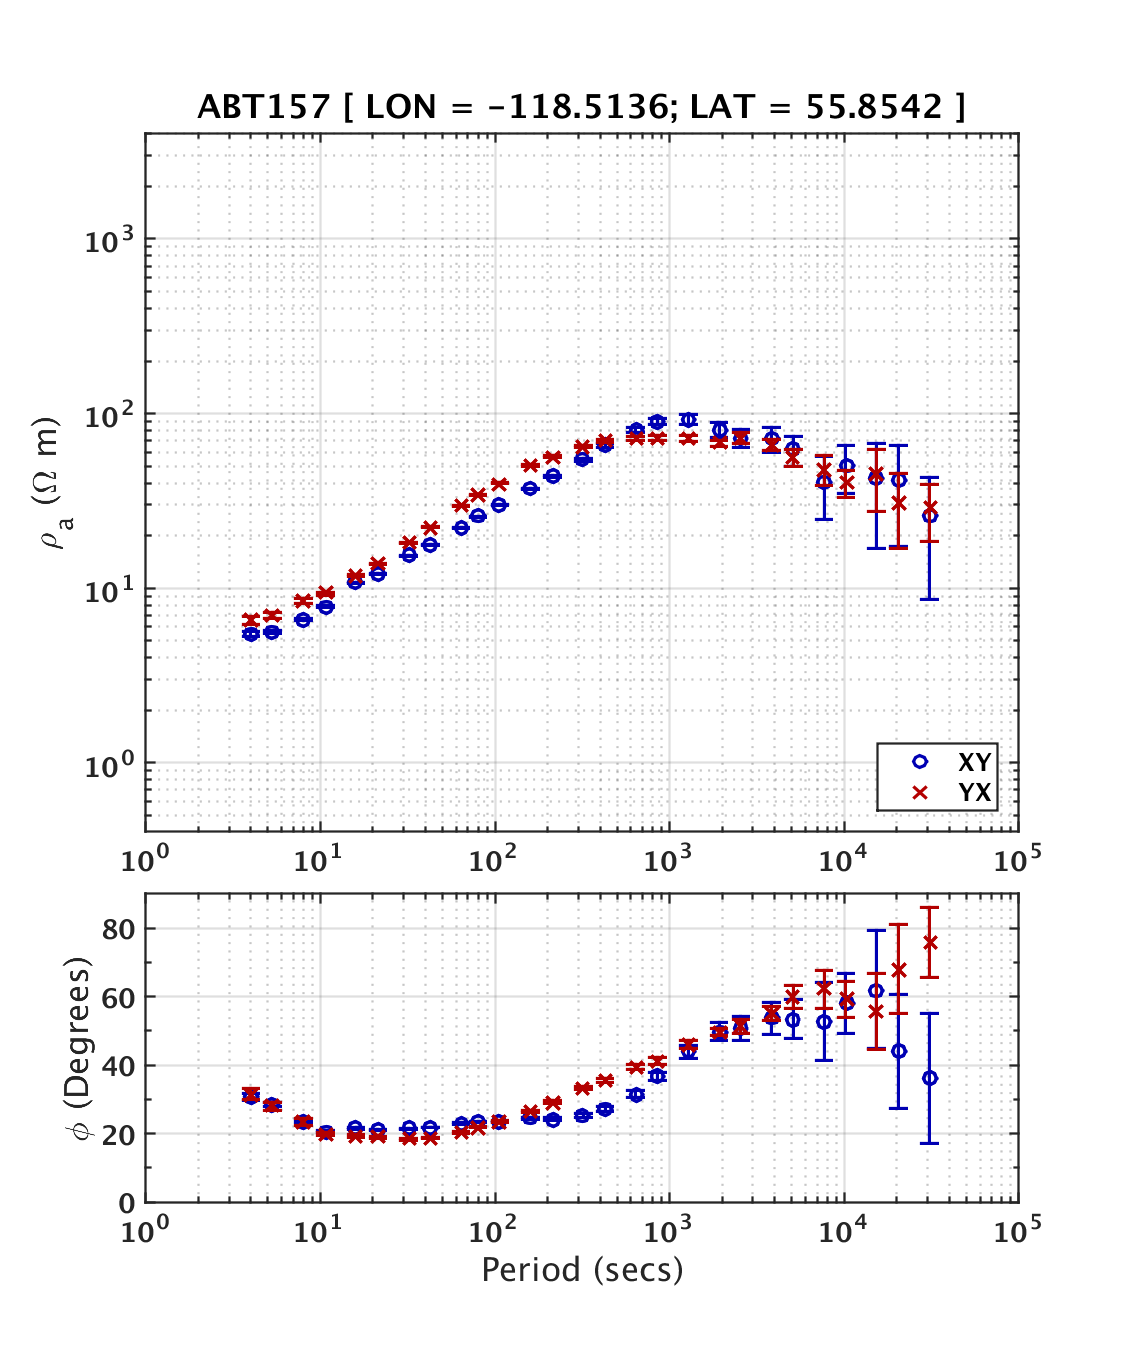 ABT157 [ LON = -118.5136; LAT = 55.8542 ]
10³
10²
10¹
10⁰
ρa (Ω m)
XY
YX
10⁰ 10¹ 10² 10³ 10⁴ 10⁵
80
60
40
20
0
ϕ (Degrees)
10⁰ 10¹ 10² 10³ 10⁴ 10⁵
Period (secs)